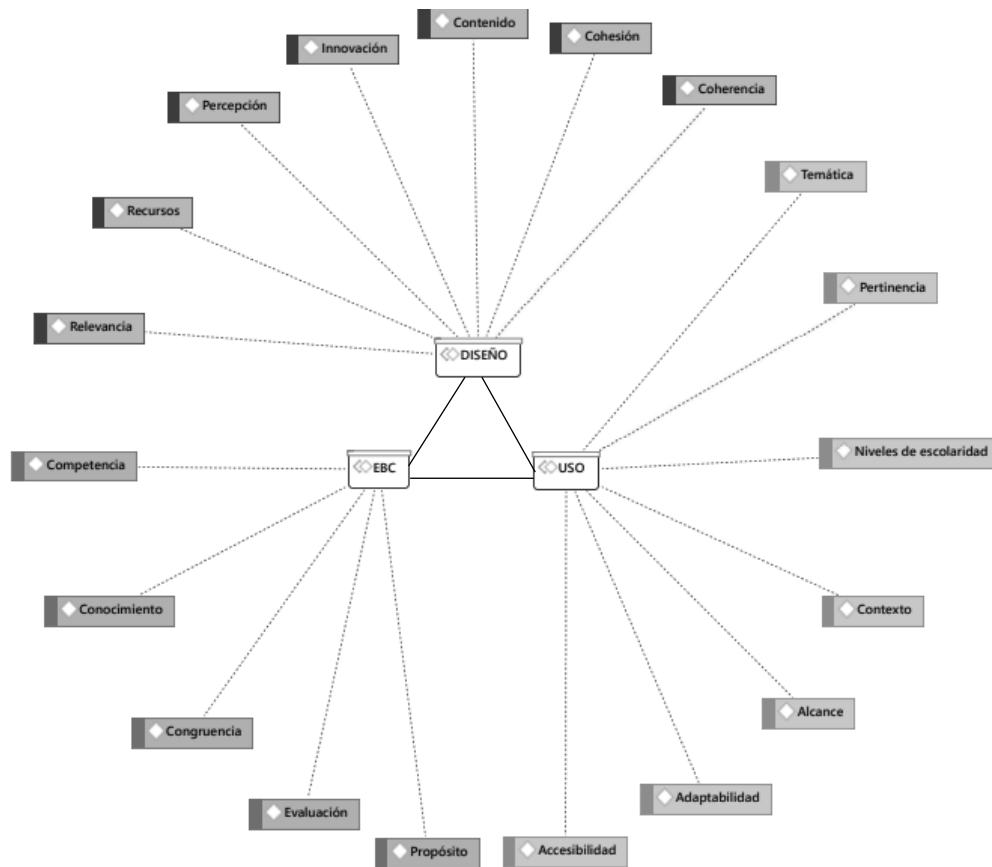 Contenido
Cohesión
Innovación
Coherencia
Percepción
Temática
Recursos
Pertinencia
Relevancia
DISEÑO
Niveles de escolaridad
Competencia
EBC
USO
Conocimiento
Contexto
Alcance
Congruencia
Adaptabilidad
Evaluación
Propósito
Accesibilidad